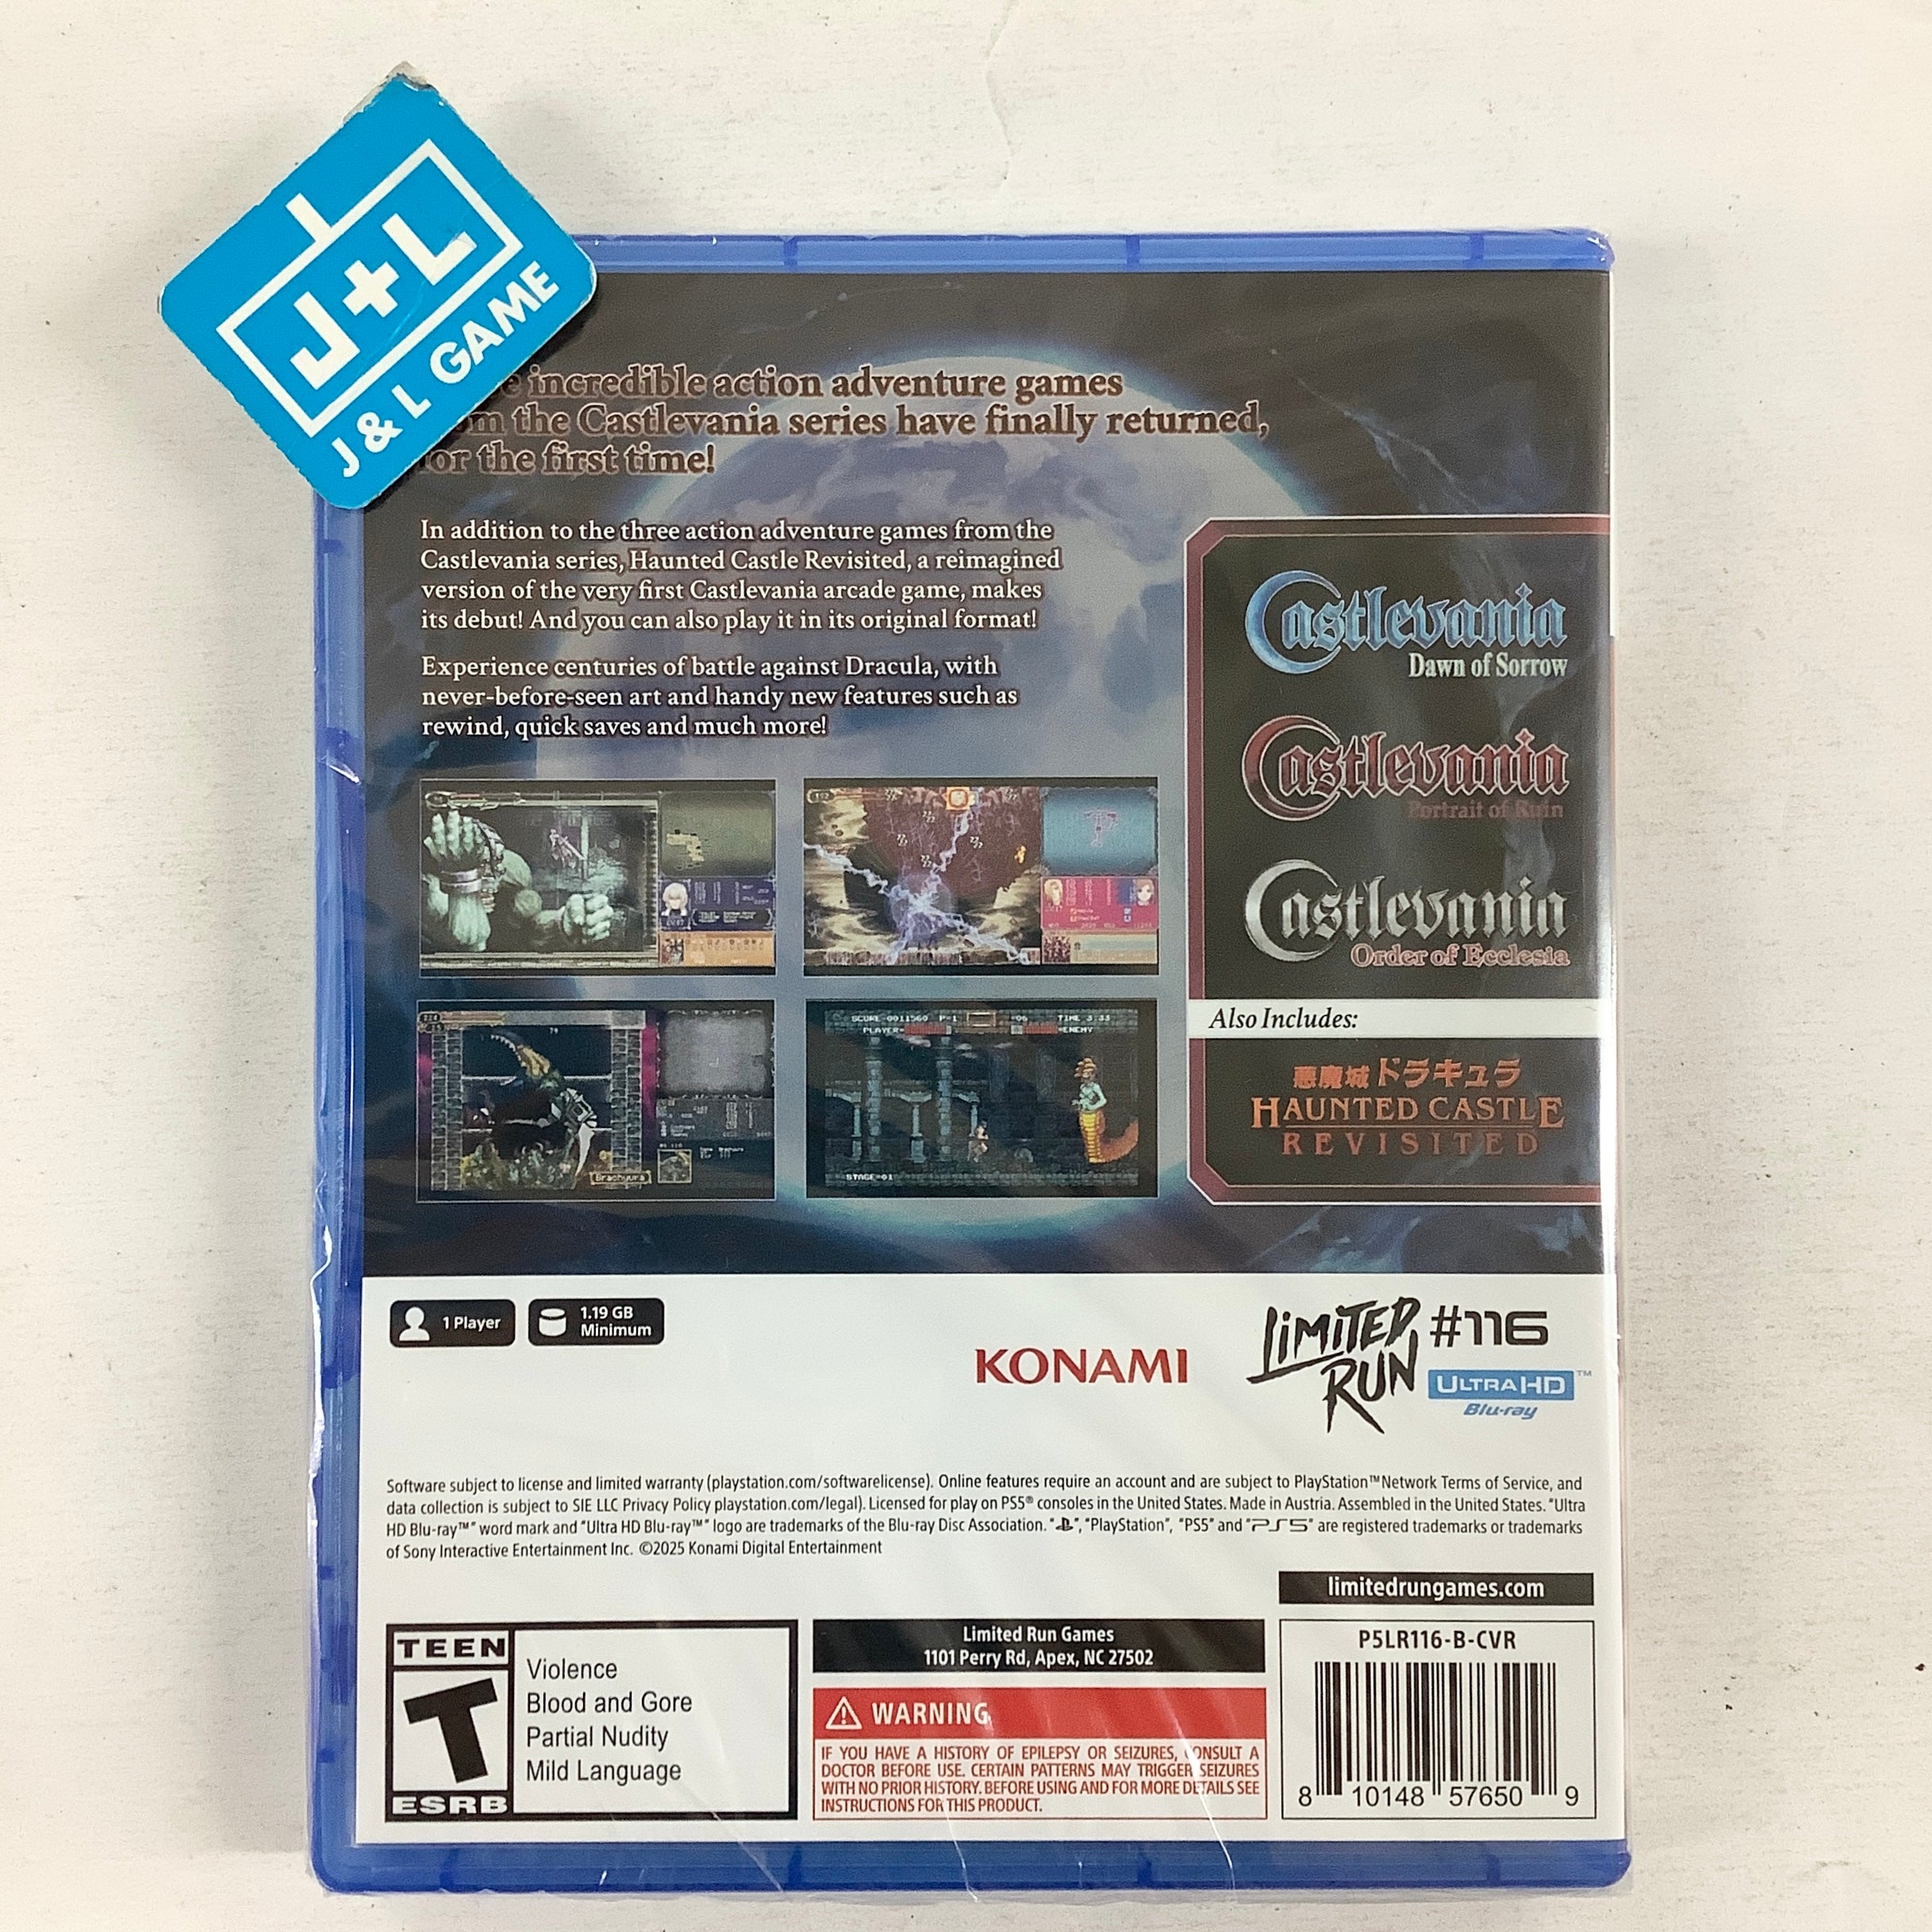 J+L
J & L GAME
incredible action adventure games
the Castlevania series have finally returned,
for the first time!
In addition to the three action adventure games from the
Castlevania series, Haunted Castle Revisited, a reimagined
version of the very first Castlevania arcade game, makes
its debut! And you can also play it in its original format!
Experience centuries of battle against Dracula, with
never-before-seen art and handy new features such as
rewind, quick saves and much more!
Castlevania
Dawn of Sorrow
Castlevania
Portrait of Ruin
Castlevania
Order of Ecclesia
Also Includes:
悪魔城ドラキュラ
HAUNTED CASTLE
REVISITED
Brachyura
SCORE-0011560 P-1 -06 TIME 3:33
PLAYER ENEMY
STAGE-01
1 Player
1.19 GB
Minimum
KONAMI
LIMITED RUN #116
ULTRA HD™
Blu-ray
Software subject to license and limited warranty (playstation.com/softwarelicense). Online features require an account and are subject to PlayStation™Network Terms of Service, and
data collection is subject to SIE LLC Privacy Policy playstation.com/legal). Licensed for play on PS5® consoles in the United States. Made in Austria. Assembled in the United States. "Ultra
HD Blu-ray™" word mark and "Ultra HD Blu-ray™" logo are trademarks of the Blu-ray Disc Association. "", "PlayStation", "PS5" and "PS5" are registered trademarks or trademarks
of Sony Interactive Entertainment Inc. ©2025 Konami Digital Entertainment
limitedrungames.com
TEEN
T
ESRB
Violence
Blood and Gore
Partial Nudity
Mild Language
Limited Run Games
1101 Perry Rd, Apex, NC 27502
WARNING
IF YOU HAVE A HISTORY OF EPILEPSY OR SEIZURES, CONSULT A
DOCTOR BEFORE USE. CERTAIN PATTERNS MAY TRIGGER SEIZURES
WITH NO PRIOR HISTORY. BEFORE USING AND FOR MORE DETAILS SEE
INSTRUCTIONS FOR THIS PRODUCT.
P5LR116-B-CVR
8 10148 57650 9